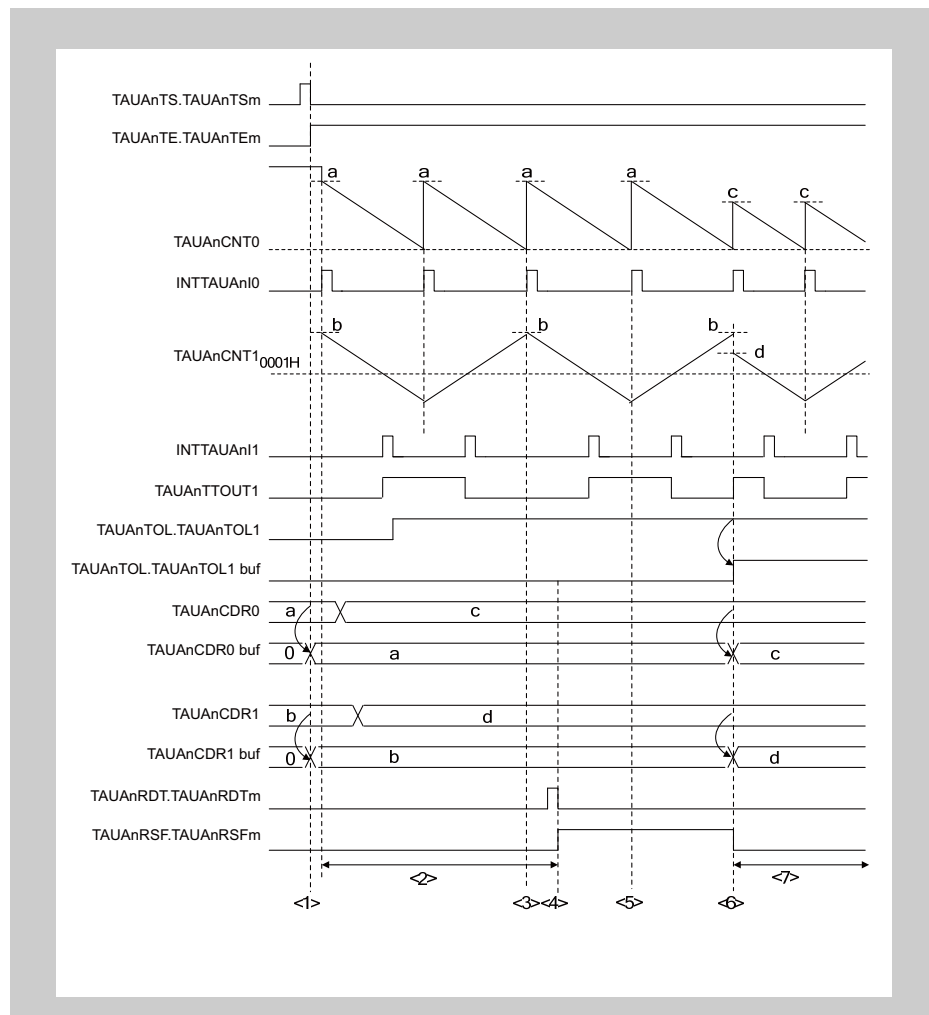 TAUAnTS.TAUAnTSm
TAUAnTE.TAUAnTEm
a a a a c c
TAUAnCNT0
INTTAUAnI0
b b b d
TAUAnCNT1
0001H
INTTAUAnI1
TAUAnTTOUT1
TAUAnTOL.TAUAnTOL1
TAUAnTOL.TAUAnTOL1 buf
TAUAnCDR0 a c
TAUAnCDR0 buf 0 a c
TAUAnCDR1 b d
TAUAnCDR1 buf 0 b d
TAUAnRDT.TAUAnRDTm
TAUAnRSF.TAUAnRSFm
<2> <7>
<1> <3> <4> <5> <6>